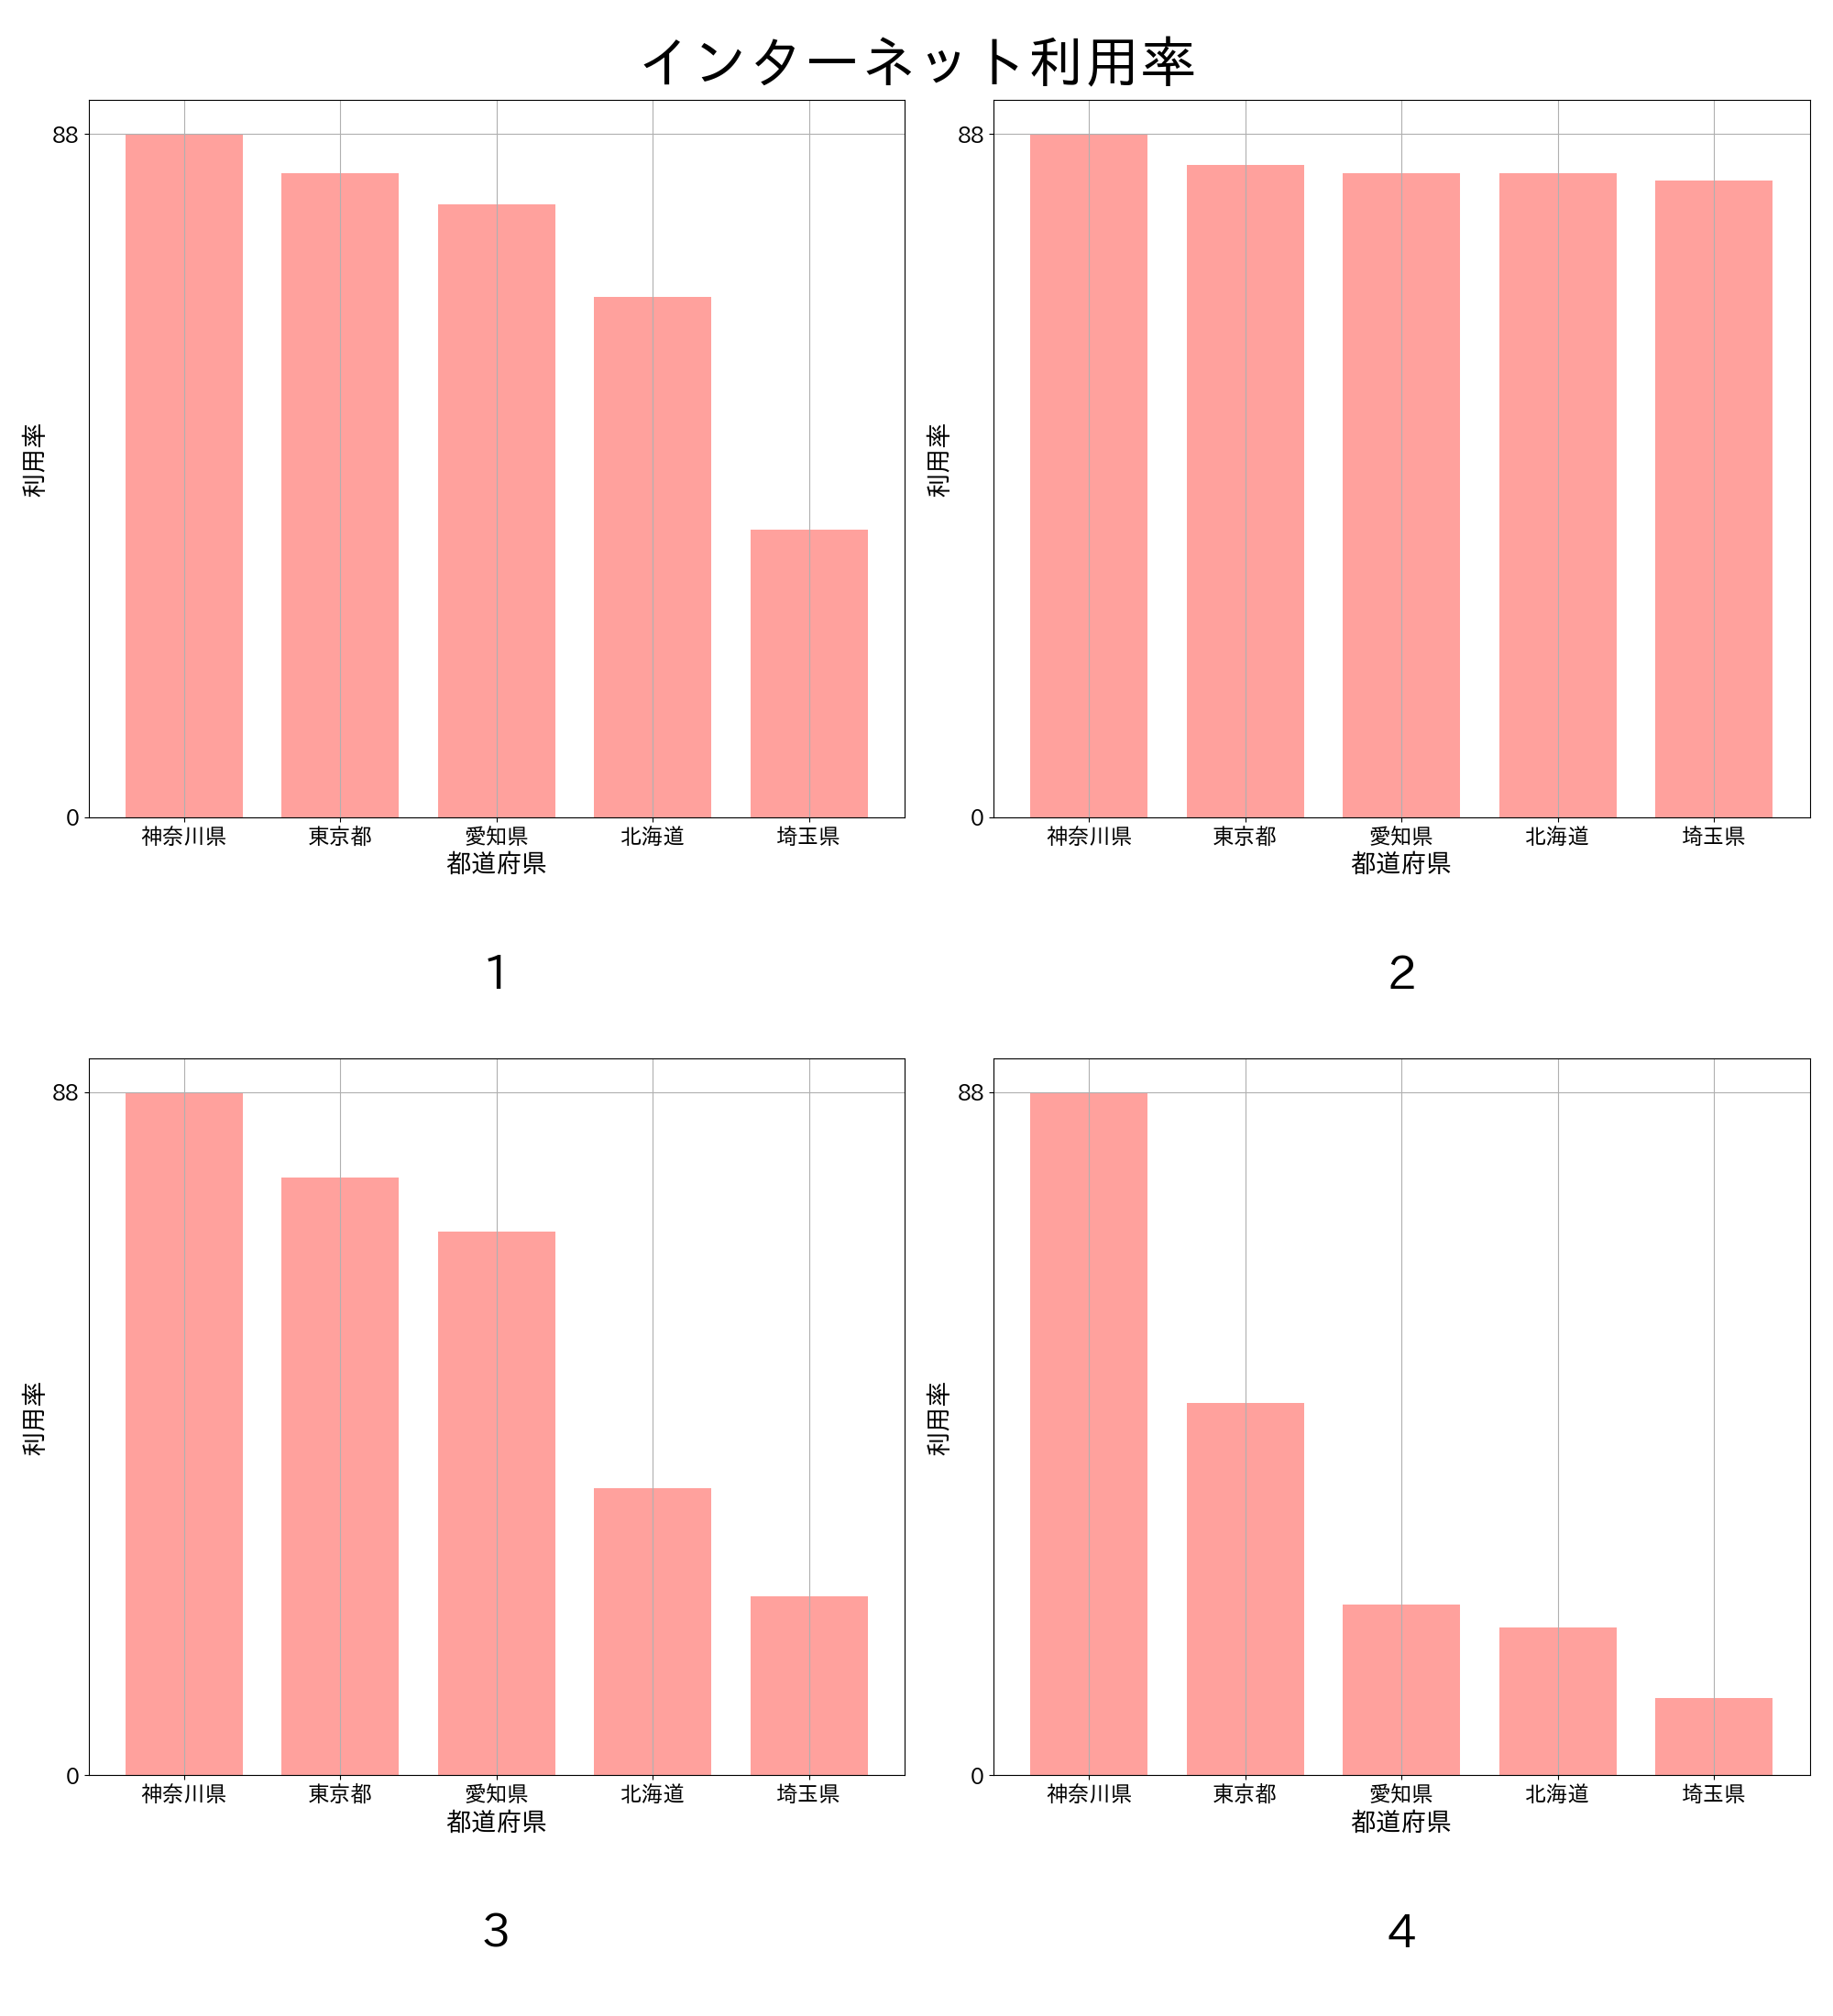 インターネット利用率
88
利用率
0
神奈川県 東京都 愛知県 北海道 埼玉県
都道府県
1
88
利用率
0
神奈川県 東京都 愛知県 北海道 埼玉県
都道府県
2
88
利用率
0
神奈川県 東京都 愛知県 北海道 埼玉県
都道府県
3
88
利用率
0
神奈川県 東京都 愛知県 北海道 埼玉県
都道府県
4